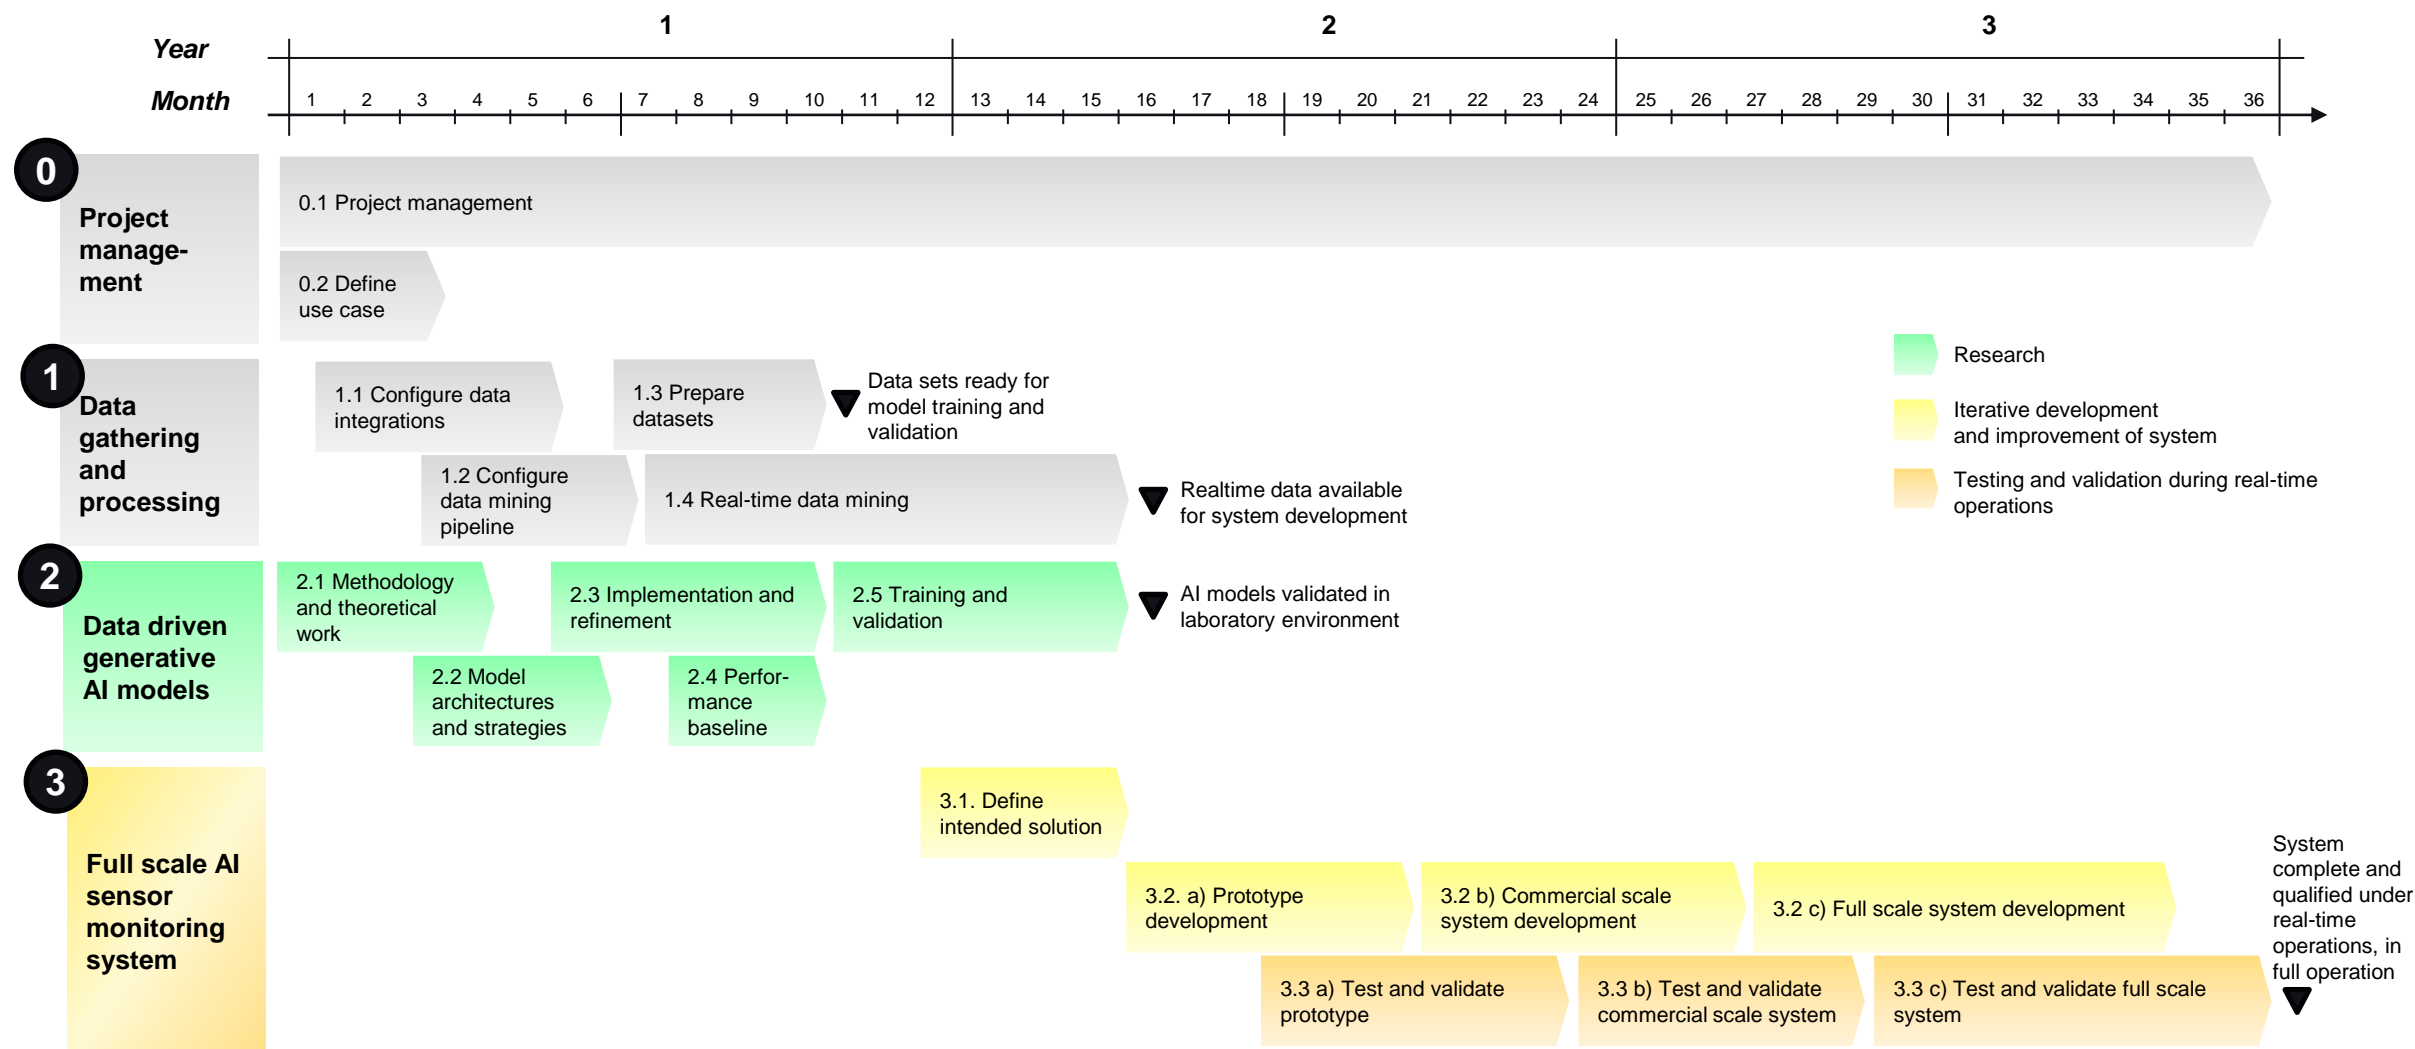 1
2
3
Year
Month
1 2 3 4 5 6 7 8 9 10 11 12 13 14 15 16 17 18 19 20 21 22 23 24 25 26 27 28 29 30 31 32 33 34 35 36
0
Project
manage-
ment
0.1 Project management
0.2 Define
use case
1
Data
gathering
and
processing
1.1 Configure data
integrations
1.3 Prepare
datasets
Data sets ready for
model training and
validation
1.2 Configure
data mining
pipeline
1.4 Real-time data mining
Realtime data available
for system development
Research
Iterative development
and improvement of system
Testing and validation during real-time
operations
2
Data driven
generative
AI models
2.1 Methodology
and theoretical
work
2.3 Implementation and
refinement
2.5 Training and
validation
AI models validated in
laboratory environment
2.2 Model
architectures
and strategies
2.4 Perfor-
mance
baseline
3
Full scale AI
sensor
monitoring
system
3.1. Define
intended solution
3.2. a) Prototype
development
3.2 b) Commercial scale
system development
3.2 c) Full scale system development
3.3 a) Test and validate
prototype
3.3 b) Test and validate
commercial scale system
3.3 c) Test and validate full scale
system
System
complete and
qualified under
real-time
operations, in
full operation